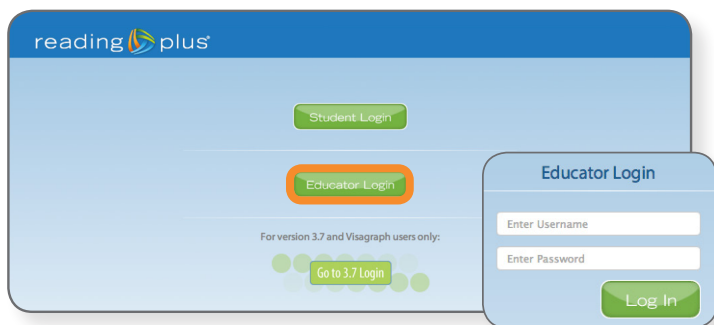 reading plus®
Student Login
Educator Login
For version 3.7 and Visagraph users only:
Go to 3.7 Login
Educator Login
Enter Username
Enter Password
Log In